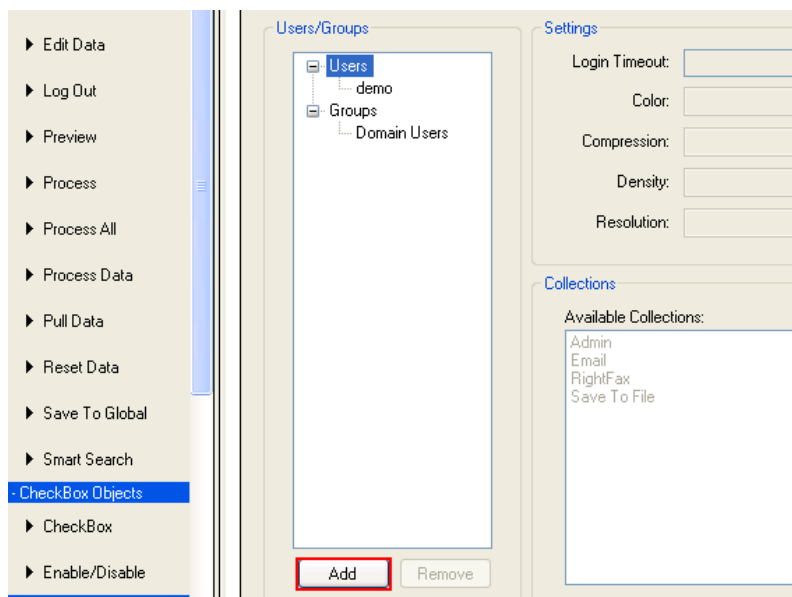 Edit Data
Log Out
Preview
Process
Process All
Process Data
Pull Data
Reset Data
Save To Global
Smart Search
- CheckBox Objects
CheckBox
Enable/Disable
Users/Groups
Users
demo
Groups
Domain Users
Add
Remove
Settings
Login Timeout:
Color:
Compression:
Density:
Resolution:
Collections
Available Collections:
Admin
Email
RightFax
Save To File